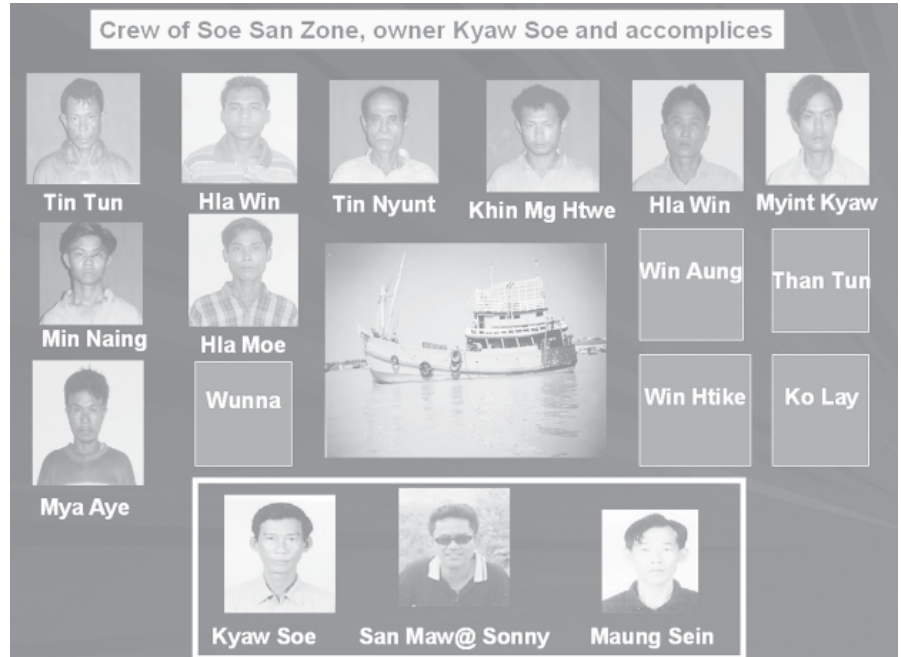 Crew of Soe San Zone, owner Kyaw Soe and accomplices
Tin Tun
Hla Win
Tin Nyunt
Khin Mg Htwe
Hla Win
Myint Kyaw
Min Naing
Hla Moe
Win Aung
Than Tun
Mya Aye
Wunna
Win Htike
Ko Lay
Kyaw Soe
San Maw@ Sonny
Maung Sein